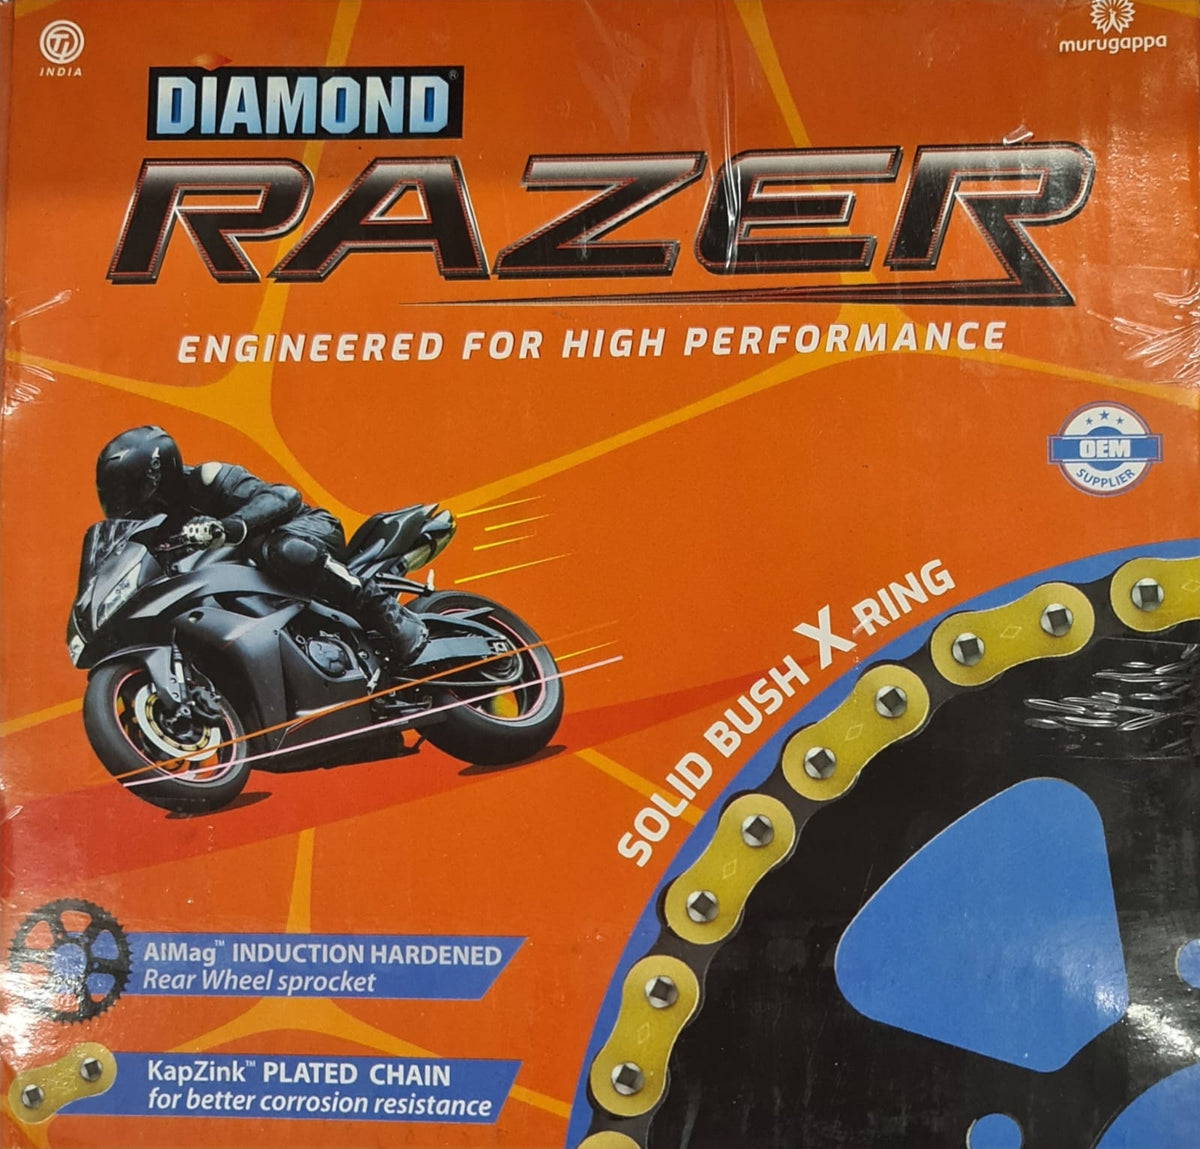 TI
INDIA
murugappa
DIAMOND®
RAZER
ENGINEERED FOR HIGH PERFORMANCE
OEM
SUPPLIER
SOLID BUSH X-RING
AlMag™ INDUCTION HARDENED
Rear Wheel sprocket
KapZink™ PLATED CHAIN
for better corrosion resistance